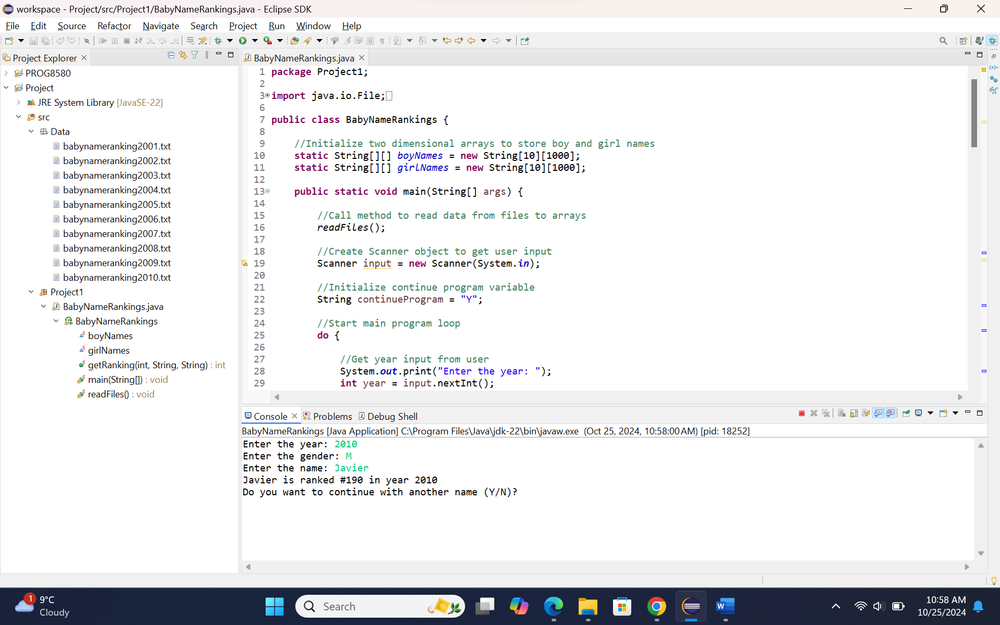 workspace - Project/src/Project1/BabyNameRankings.java - Eclipse SDK
File Edit Source Refactor Navigate Search Project Run Window Help
Project Explorer
PROG8580
Project
JRE System Library [JavaSE-22]
src
Data
babynameranking2001.txt
babynameranking2002.txt
babynameranking2003.txt
babynameranking2004.txt
babynameranking2005.txt
babynameranking2006.txt
babynameranking2007.txt
babynameranking2008.txt
babynameranking2009.txt
babynameranking2010.txt
Project1
BabyNameRankings.java
BabyNameRankings
boyNames
girlNames
getRanking(int, String, String) : int
main(String[]) : void
readFiles() : void
BabyNameRankings.java
1 package Project1;
2
3 import java.io.File;
6
7 public class BabyNameRankings {
8
9 //Initialize two dimensional arrays to store boy and girl names
10 static String[][] boyNames = new String[10][1000];
11 static String[][] girlNames = new String[10][1000];
12
13 public static void main(String[] args) {
14
15 //Call method to read data from files to arrays
16 readFiles();
17
18 //Create Scanner object to get user input
19 Scanner input = new Scanner(System.in);
20
21 //Initialize continue program variable
22 String continueProgram = "Y";
23
24 //Start main program loop
25 do {
26
27 //Get year input from user
28 System.out.print("Enter the year: ");
29 int year = input.nextInt();
Console Problems Debug Shell
BabyNameRankings [Java Application] C:\Program Files\Java\jdk-22\bin\javaw.exe (Oct 25, 2024, 10:58:00 AM) [pid: 18252]
Enter the year: 2010
Enter the gender: M
Enter the name: Javier
Javier is ranked #190 in year 2010
Do you want to continue with another name (Y/N)?
1
9°C
Cloudy
Search
10:58 AM
10/25/2024